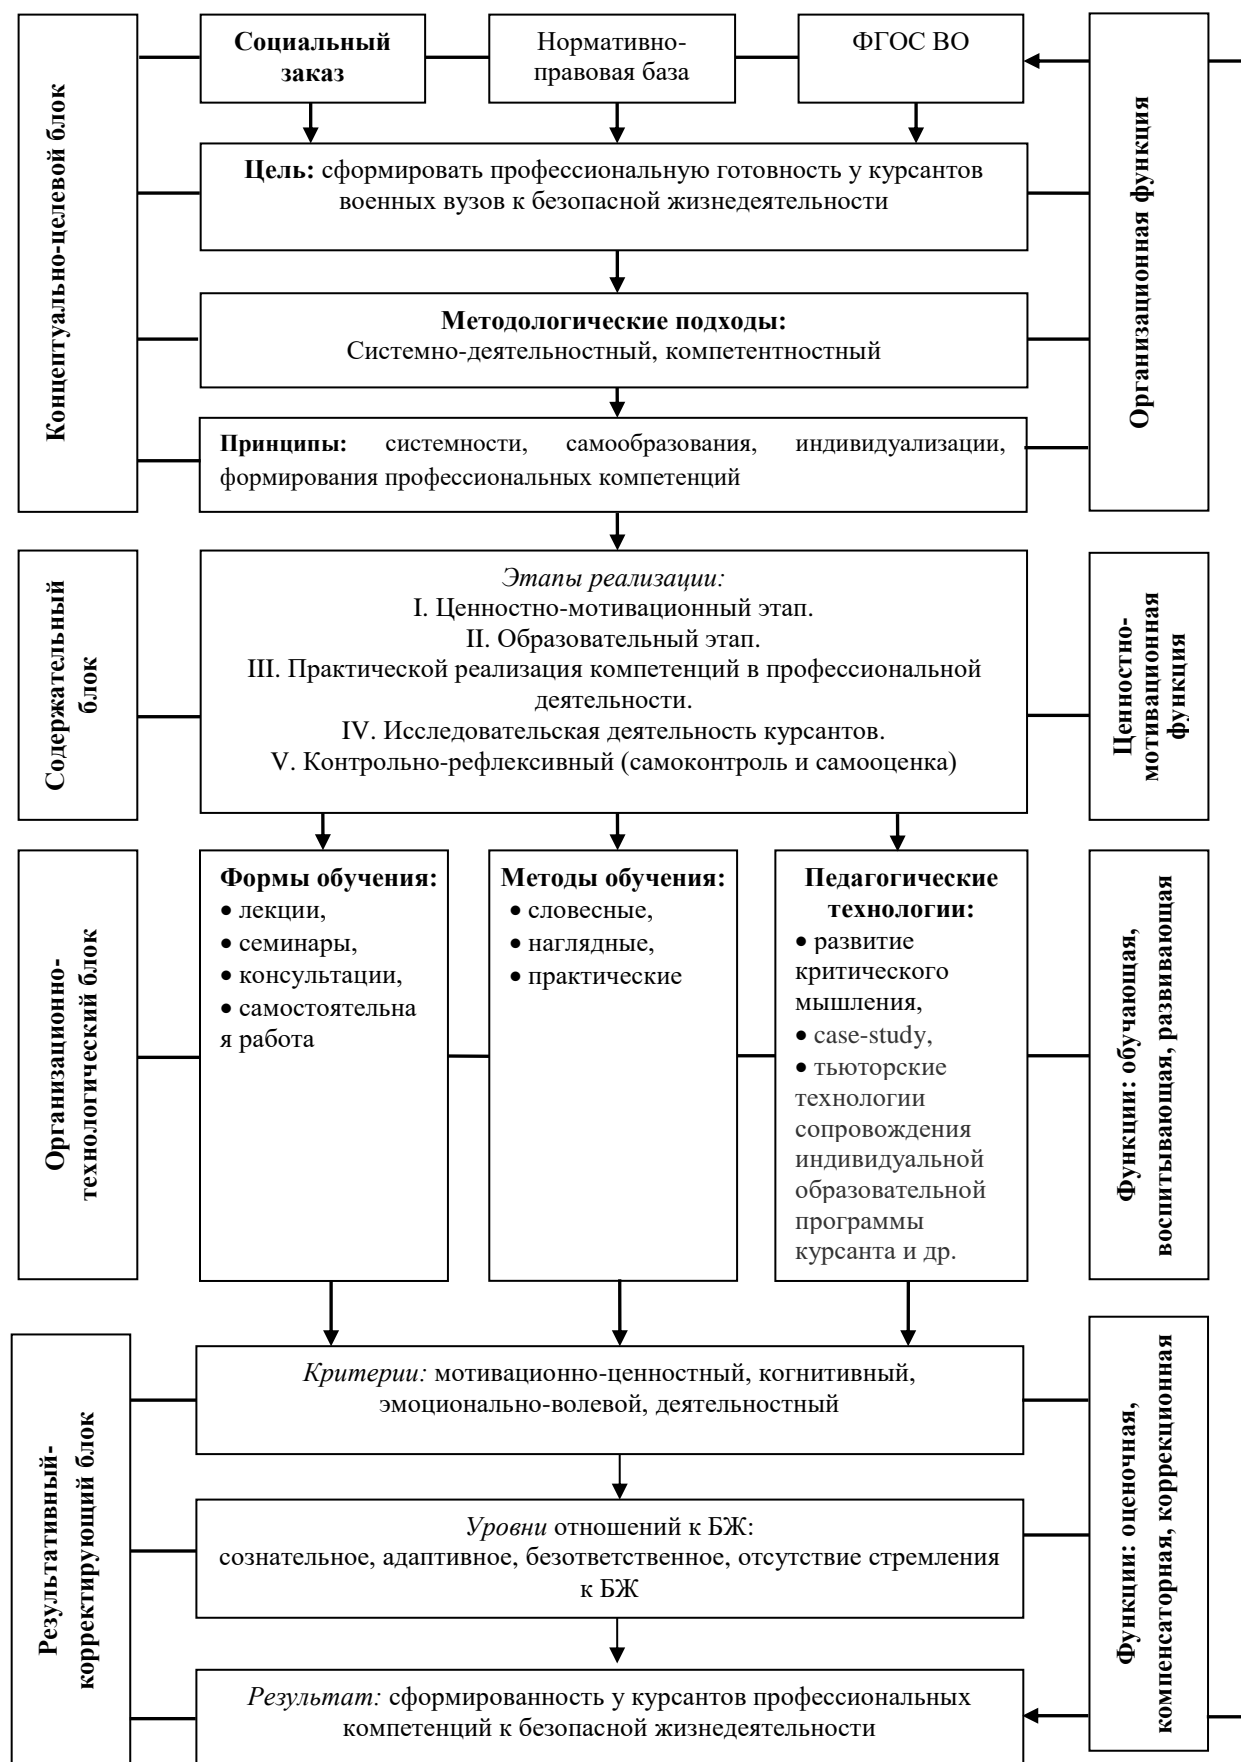 Концептуально-целевой блок
Социальный
заказ
Нормативно-
правовая база
ФГОС ВО
Организационная функция
Цель: сформировать профессиональную готовность у курсантов
военных вузов к безопасной жизнедеятельности
Методологические подходы:
Системно-деятельностный, компетентностный
Принципы: системности, самообразования, индивидуализации,
формирования профессиональных компетенций
Содержательный
блок
Этапы реализации:
I. Ценностно-мотивационный этап.
II. Образовательный этап.
III. Практической реализация компетенций в профессиональной
деятельности.
IV. Исследовательская деятельность курсантов.
V. Контрольно-рефлексивный (самоконтроль и самооценка)
Ценностно-
мотивационная
функция
Организационно-
технологический блок
Формы обучения:
• лекции,
• семинары,
• консультации,
• самостоятельна
я работа
Методы обучения:
• словесные,
• наглядные,
• практические
Педагогические
технологии:
• развитие
критического
мышления,
• case-study,
• тьюторские
технологии
сопровождения
индивидуальной
образовательной
программы
курсанта и др.
Функции: обучающая,
воспитывающая, развивающая
Результативный-
корректирующий блок
Критерии: мотивационно-ценностный, когнитивный,
эмоционально-волевой, деятельностный
Уровни отношений к БЖ:
сознательное, адаптивное, безответственное, отсутствие стремления
к БЖ
Результат: сформированность у курсантов профессиональных
компетенций к безопасной жизнедеятельности
Функции: оценочная,
компенсаторная, коррекционная